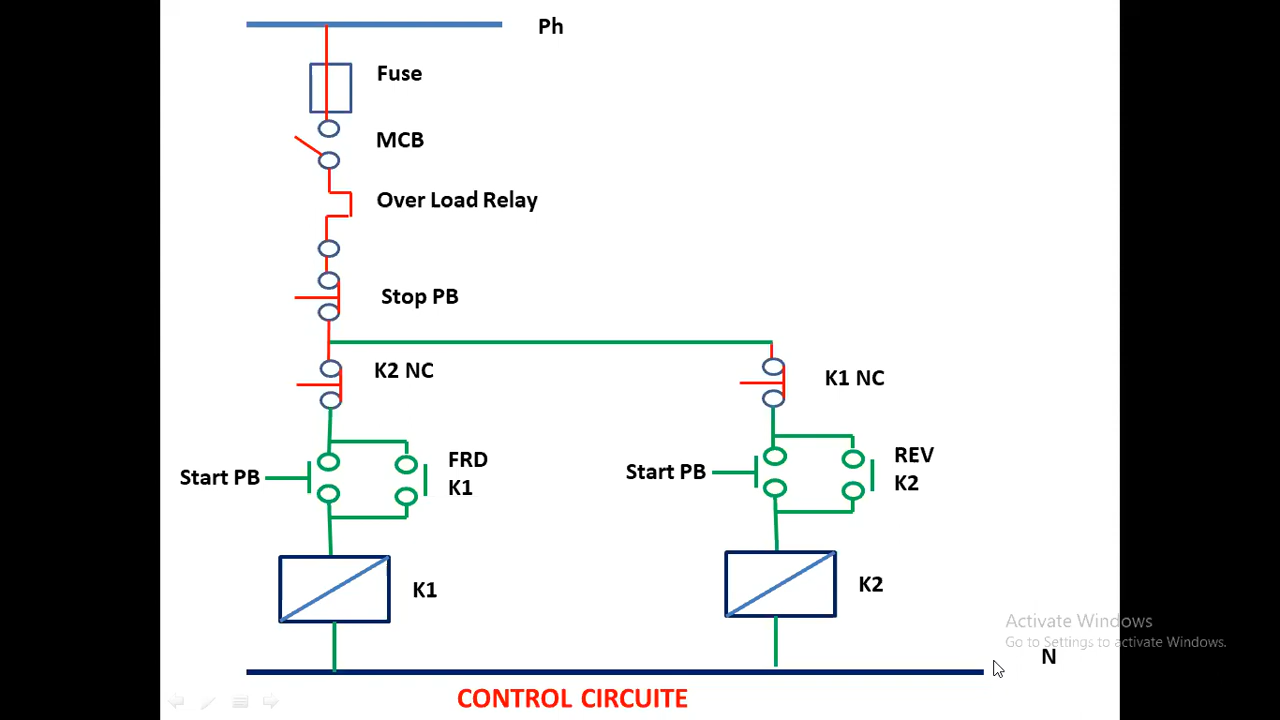 Ph
Fuse
MCB
Over Load Relay
Stop PB
K2 NC
K1 NC
Start PB
FRD
K1
Start PB
REV
K2
K1
K2
Activate Windows
Go to Settings to activate Windows.
N
CONTROL CIRCUITE